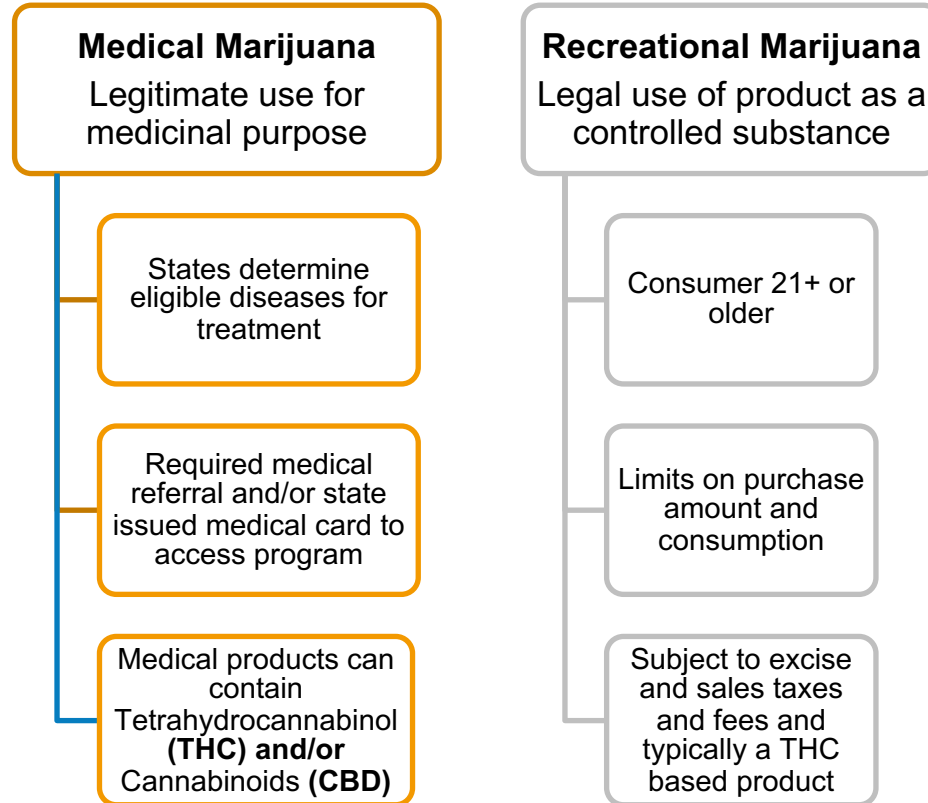 Medical Marijuana
Legitimate use for
medicinal purpose
States determine
eligible diseases for
treatment
Required medical
referral and/or state
issued medical card to
access program
Medical products can
contain
Tetrahydrocannabinol
(THC) and/or
Cannabinoids (CBD)
Recreational Marijuana
Legal use of product as a
controlled substance
Consumer 21+ or
older
Limits on purchase
amount and
consumption
Subject to excise
and sales taxes
and fees and
typically a THC
based product